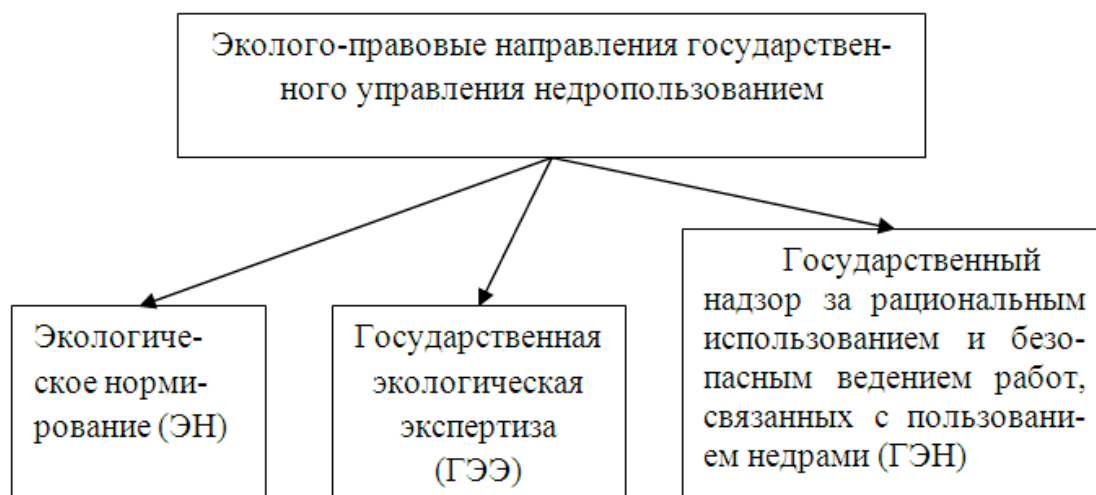 Эколого-правовые направления государствен-
ного управления недропользованием
Экологиче-
ское норми-
рование (ЭН)
Государственная
экологическая
экспертиза
(ГЭЭ)
Государственный
надзор за рациональным
использованием и безо-
пасным ведением работ,
связанных с пользовани-
ем недрами (ГЭН)